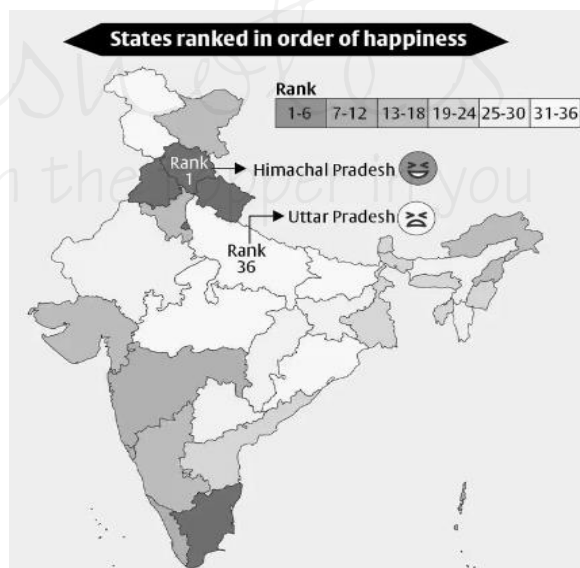 States ranked in order of happiness
Rank
1-6 7-12 13-18 19-24 25-30 31-36
Rank
1
Himachal Pradesh
Uttar Pradesh
Rank
36